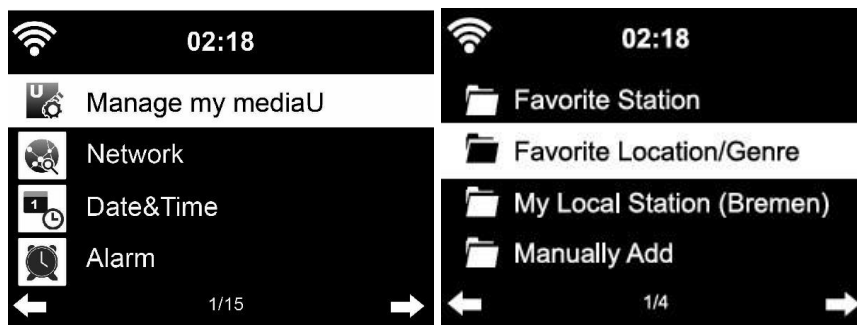 02:18
U
Manage my mediaU
Network
1
Date&Time
Alarm
1/15
02:18
Favorite Station
Favorite Location/Genre
My Local Station (Bremen)
Manually Add
1/4